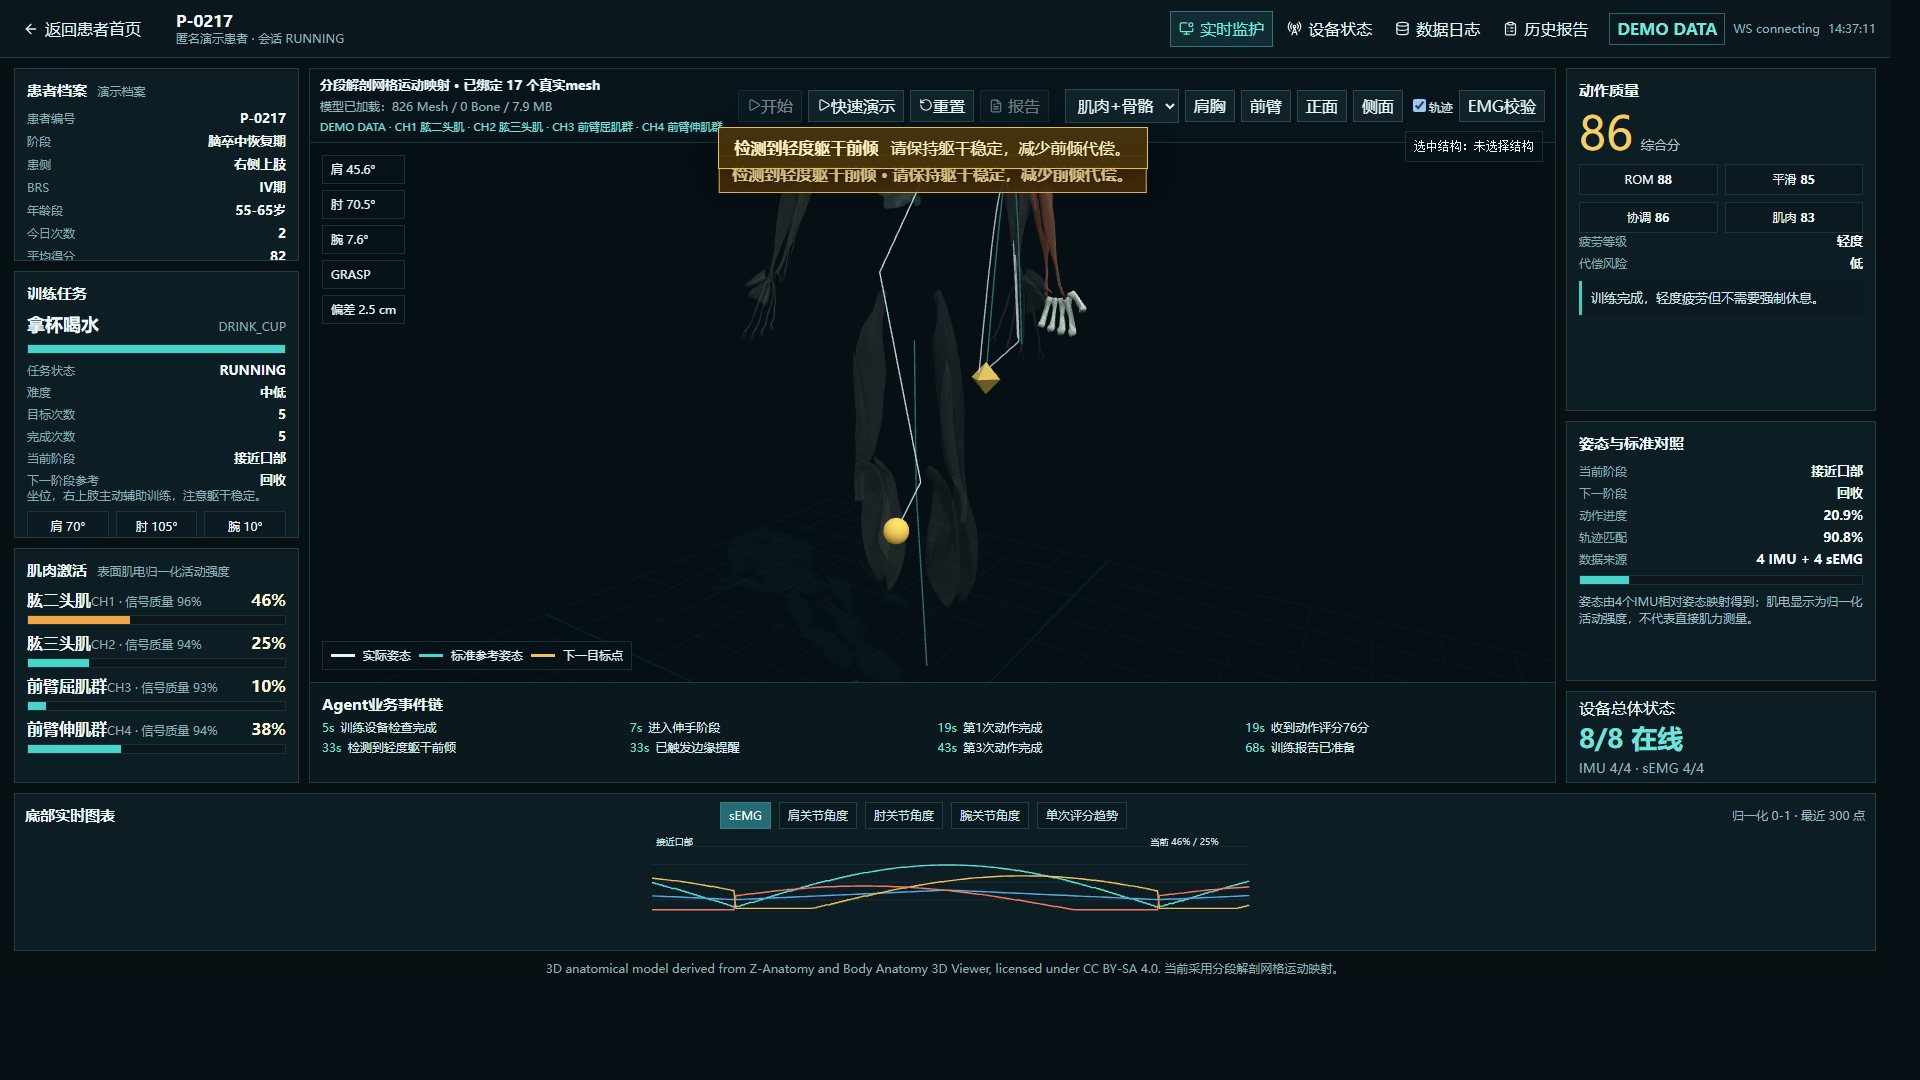 返回患者首页
P-0217
匿名演示患者 · 会话 RUNNING
实时监护
设备状态
数据日志
历史报告
DEMO DATA
WS connecting
14:37:11
患者档案 演示档案
患者编号 P-0217
阶段 脑卒中恢复期
患侧 右侧上肢
BRS IV期
年龄段 55-65岁
今日次数 2
平均得分 82
训练任务
拿杯喝水 DRINK_CUP
任务状态 RUNNING
难度 中低
目标次数 5
完成次数 5
当前阶段 接近口部
下一阶段参考 回收
坐位，右上肢主动辅助训练，注意躯干稳定。
肩 70° 肘 105° 腕 10°
肌肉激活 表面肌电归一化活动强度
肱二头肌CH1 · 信号质量 96% 46%
肱三头肌CH2 · 信号质量 94% 25%
前臂屈肌群CH3 · 信号质量 93% 10%
前臂伸肌群CH4 · 信号质量 94% 38%
分段解剖网格运动映射 • 已绑定 17 个真实mesh
模型已加载：826 Mesh / 0 Bone / 7.9 MB
DEMO DATA · CH1 肱二头肌 · CH2 肱三头肌 · CH3 前臂屈肌群 · CH4 前臂伸肌群
开始
快速演示
重置
报告
肌肉+骨骼
肩胸
前臂
正面
侧面
轨迹
EMG校验
检测到轻度躯干前倾 请保持躯干稳定，减少前倾代偿。
检测到轻度躯干前倾 • 请保持躯干稳定，减少前倾代偿。
选中结构：未选择结构
肩 45.6°
肘 70.5°
腕 7.6°
GRASP
偏差 2.5 cm
实际姿态 标准参考姿态 下一目标点
Agent业务事件链
5s 训练设备检查完成 7s 进入伸手阶段 19s 第1次动作完成 19s 收到动作评分76分
33s 检测到轻度躯干前倾 33s 已触发边缘提醒 43s 第3次动作完成 68s 训练报告已准备
动作质量
86 综合分
ROM 88 平滑 85
协调 86 肌肉 83
疲劳等级 轻度
代偿风险 低
训练完成，轻度疲劳但不需要强制休息。
姿态与标准对照
当前阶段 接近口部
下一阶段 回收
动作进度 20.9%
轨迹匹配 90.8%
数据来源 4 IMU + 4 sEMG
姿态由4个IMU相对姿态映射得到；肌电显示为归一化
活动强度，不代表直接肌力测量。
设备总体状态
8/8 在线
IMU 4/4 · sEMG 4/4
底部实时图表
sEMG 肩关节角度 肘关节角度 腕关节角度 单次评分趋势
归一化 0-1 · 最近 300 点
接近口部
当前 46% / 25%
3D anatomical model derived from Z-Anatomy and Body Anatomy 3D Viewer, licensed under CC BY-SA 4.0. 当前采用分段解剖网格运动映射。